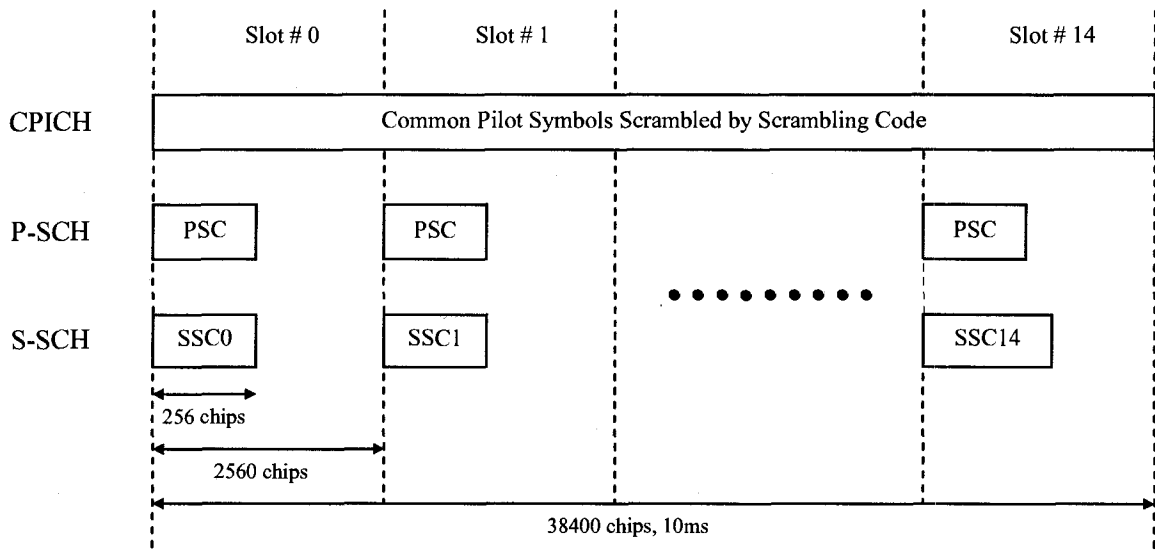 Slot # 0 Slot # 1 Slot # 14
CPICH Common Pilot Symbols Scrambled by Scrambling Code
P-SCH PSC PSC PSC
S-SCH SSC0 SSC1 SSC14
256 chips
2560 chips
38400 chips, 10ms